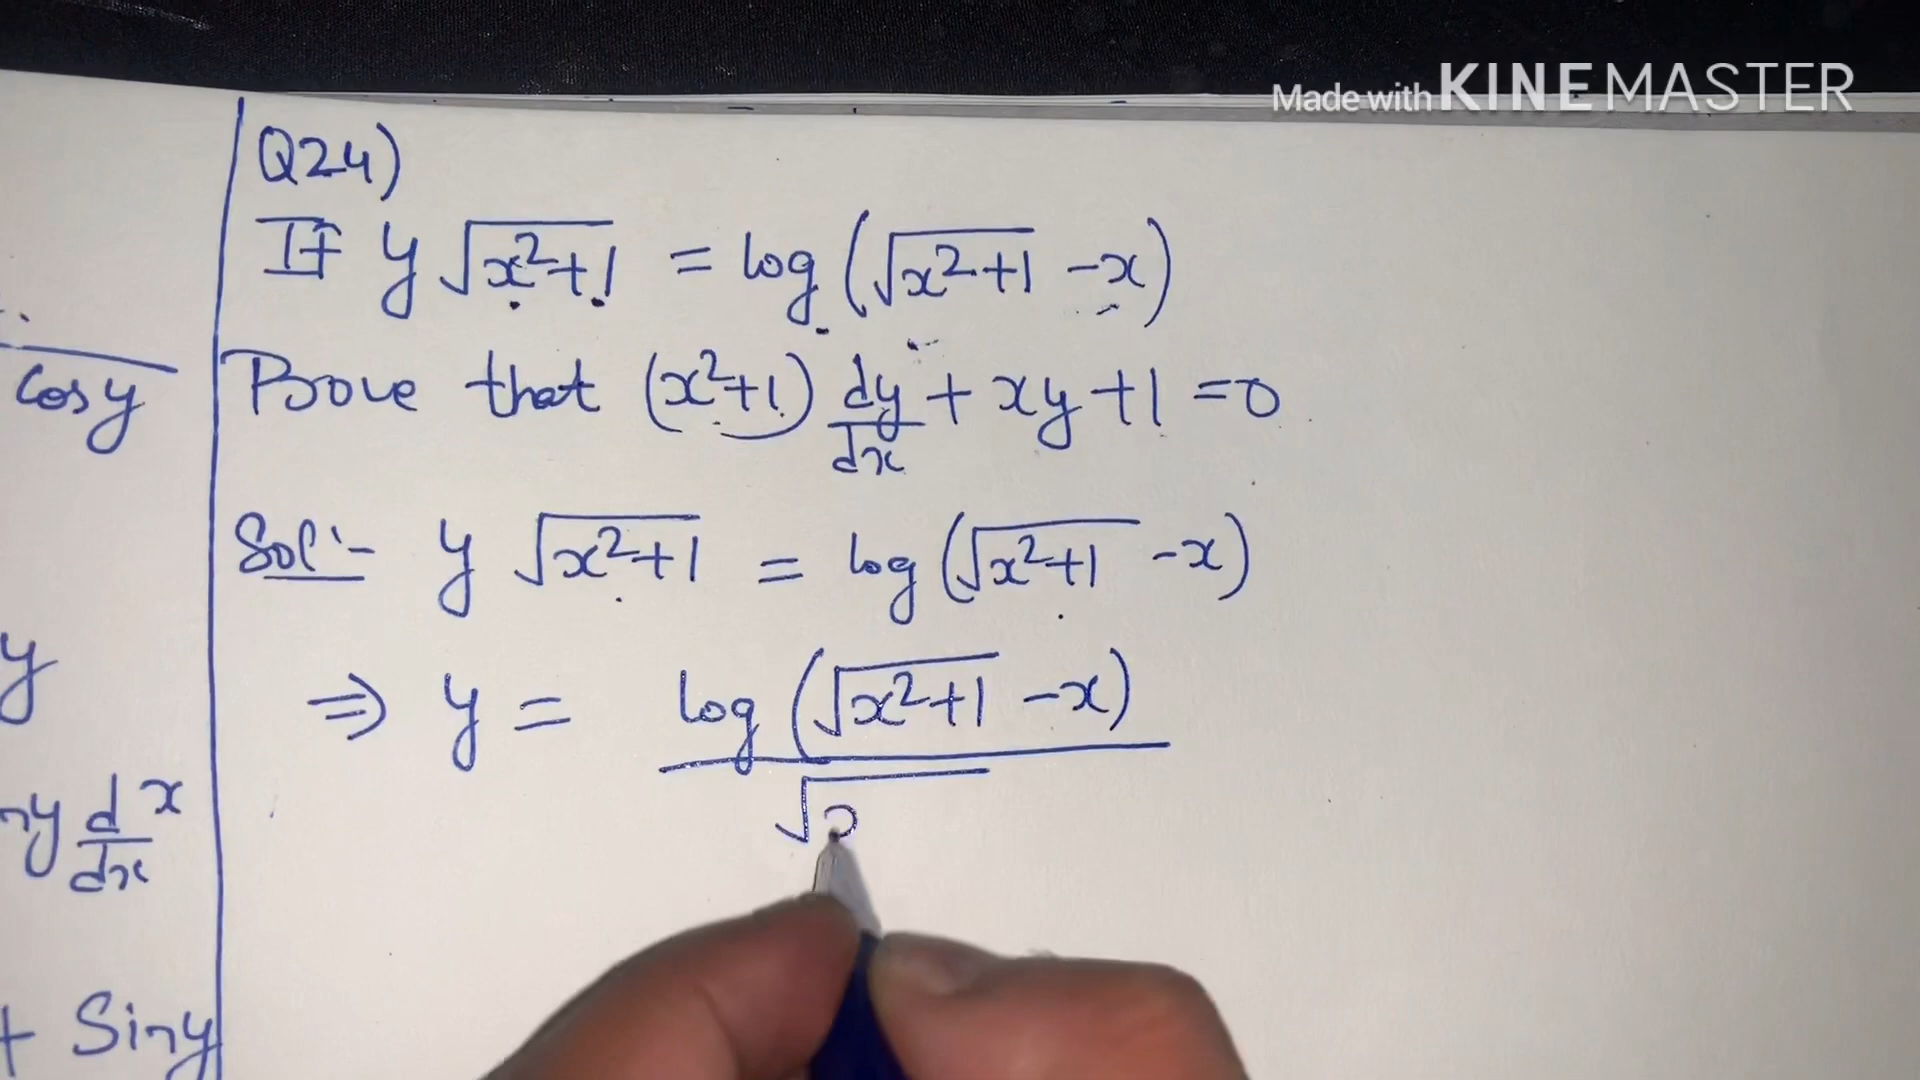 Made with KINEMASTER
Q24)
If y √x²+1 = log (√x²+1 -x)
Prove that (x²+1) dy/dx + xy +1 =0
Sol:- y √x²+1 = log (√x²+1 -x)
⇒ y = log (√x²+1 -x)
√
cos y
y
d x
dx
+ Sin y